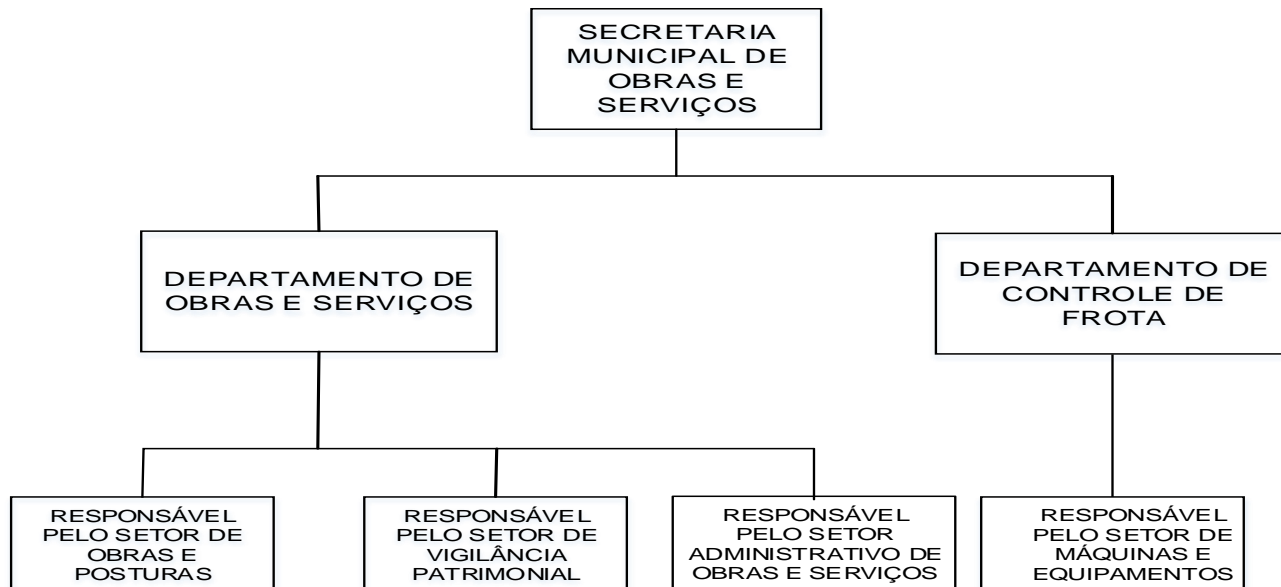 SECRETARIA
MUNICIPAL DE
OBRAS E
SERVIÇOS
DEPARTAMENTO DE
OBRAS E SERVIÇOS
DEPARTAMENTO DE
CONTROLE DE
FROTA
RESPONSÁVEL
PELO SETOR DE
OBRAS E
POSTURAS
RESPONSÁVEL
PELO SETOR DE
VIGILÂNCIA
PATRIMONIAL
RESPONSÁVEL
PELO SETOR
ADMINISTRATIVO DE
OBRAS E SERVIÇOS
RESPONSÁVEL
PELO SETOR DE
MÁQUINAS E
EQUIPAMENTOS